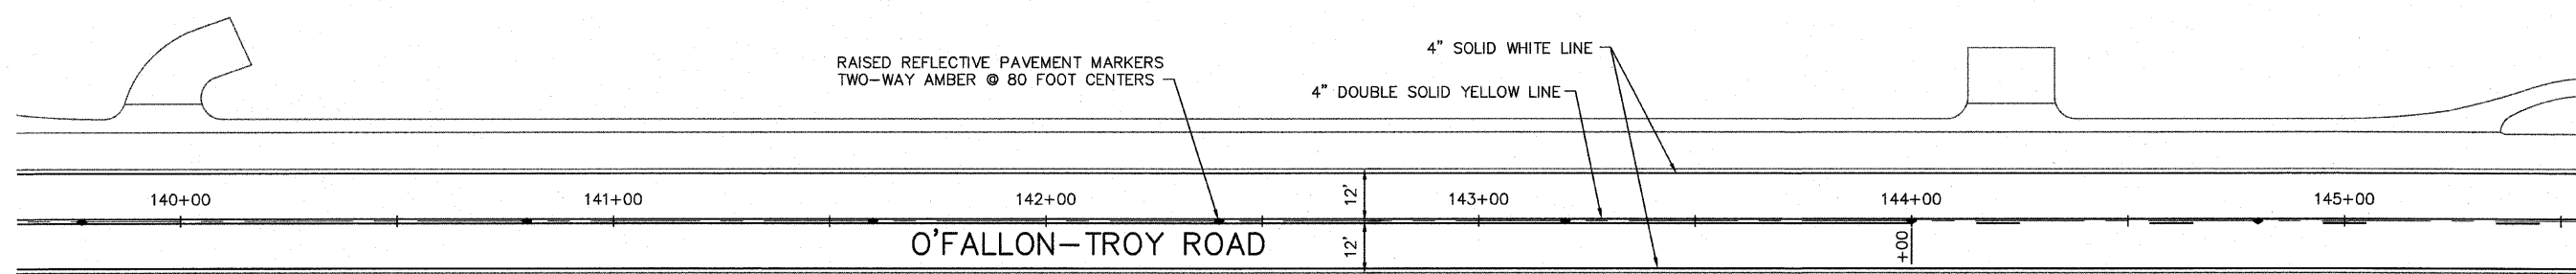 RAISED REFLECTIVE PAVEMENT MARKERS
TWO-WAY AMBER @ 80 FOOT CENTERS
4" SOLID WHITE LINE
4" DOUBLE SOLID YELLOW LINE
140+00
141+00
142+00
143+00
144+00
145+00
12'
12'
O'FALLON-TROY ROAD
+00